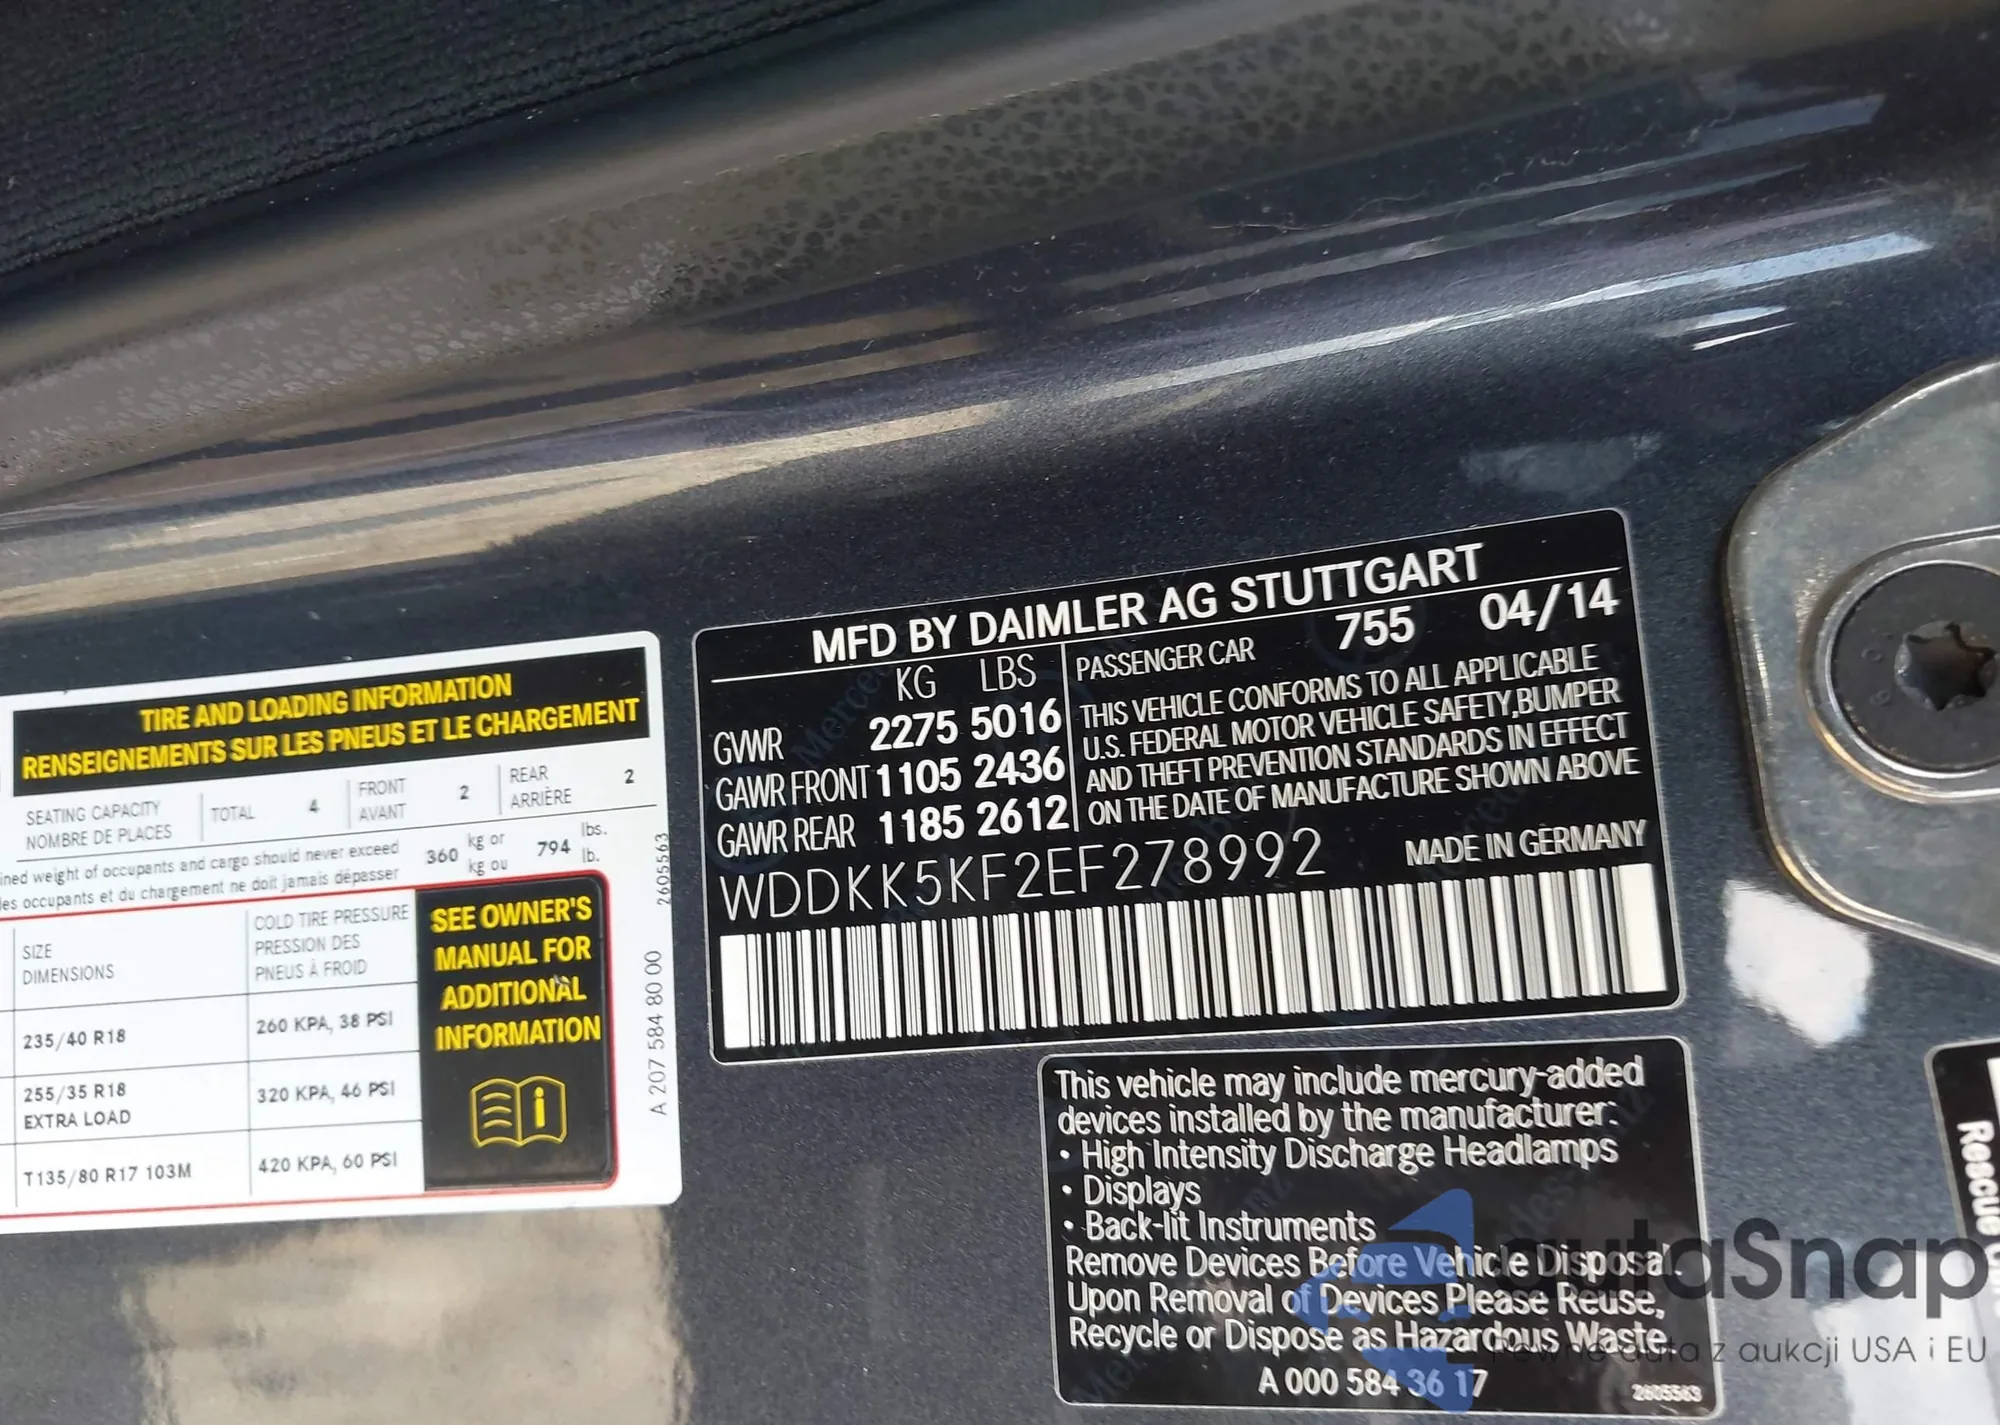 TIRE AND LOADING INFORMATION
RENSEIGNEMENTS SUR LES PNEUS ET LE CHARGEMENT
SEATING CAPACITY
NOMBRE DE PLACES
TOTAL 4
FRONT
AVANT
2
REAR
ARRIÈRE
2
weight of occupants and cargo should never exceed
occupants et du chargement ne doit jamais dépasser
360 kg or
kg ou
794 lbs.
lb.
SIZE
DIMENSIONS
COLD TIRE PRESSURE
PRESSION DES
PNEUS À FROID
235/40 R18 260 KPA, 38 PSI
255/35 R18
EXTRA LOAD
320 KPA, 46 PSI
T135/80 R17 103M 420 KPA, 60 PSI
SEE OWNER'S
MANUAL FOR
ADDITIONAL
INFORMATION
2605563
A 207 584 80 00
MFD BY DAIMLER AG STUTTGART
KG LBS
GVWR 2275 5016
GAWR FRONT 1105 2436
GAWR REAR 1185 2612
PASSENGER CAR 755 04/14
THIS VEHICLE CONFORMS TO ALL APPLICABLE
U.S. FEDERAL MOTOR VEHICLE SAFETY,BUMPER
AND THEFT PREVENTION STANDARDS IN EFFECT
ON THE DATE OF MANUFACTURE SHOWN ABOVE
WDDKK5KF2EF278992 MADE IN GERMANY
This vehicle may include mercury-added
devices installed by the manufacturer:
• High Intensity Discharge Headlamps
• Displays
• Back-lit Instruments
Remove Devices Before Vehicle Disposal.
Upon Removal of Devices Please Reuse,
Recycle or Dispose as Hazardous Waste.
A 000 584 36 17
2605563
Rescue
autaSnap
Pewne auta z aukcji USA i EU